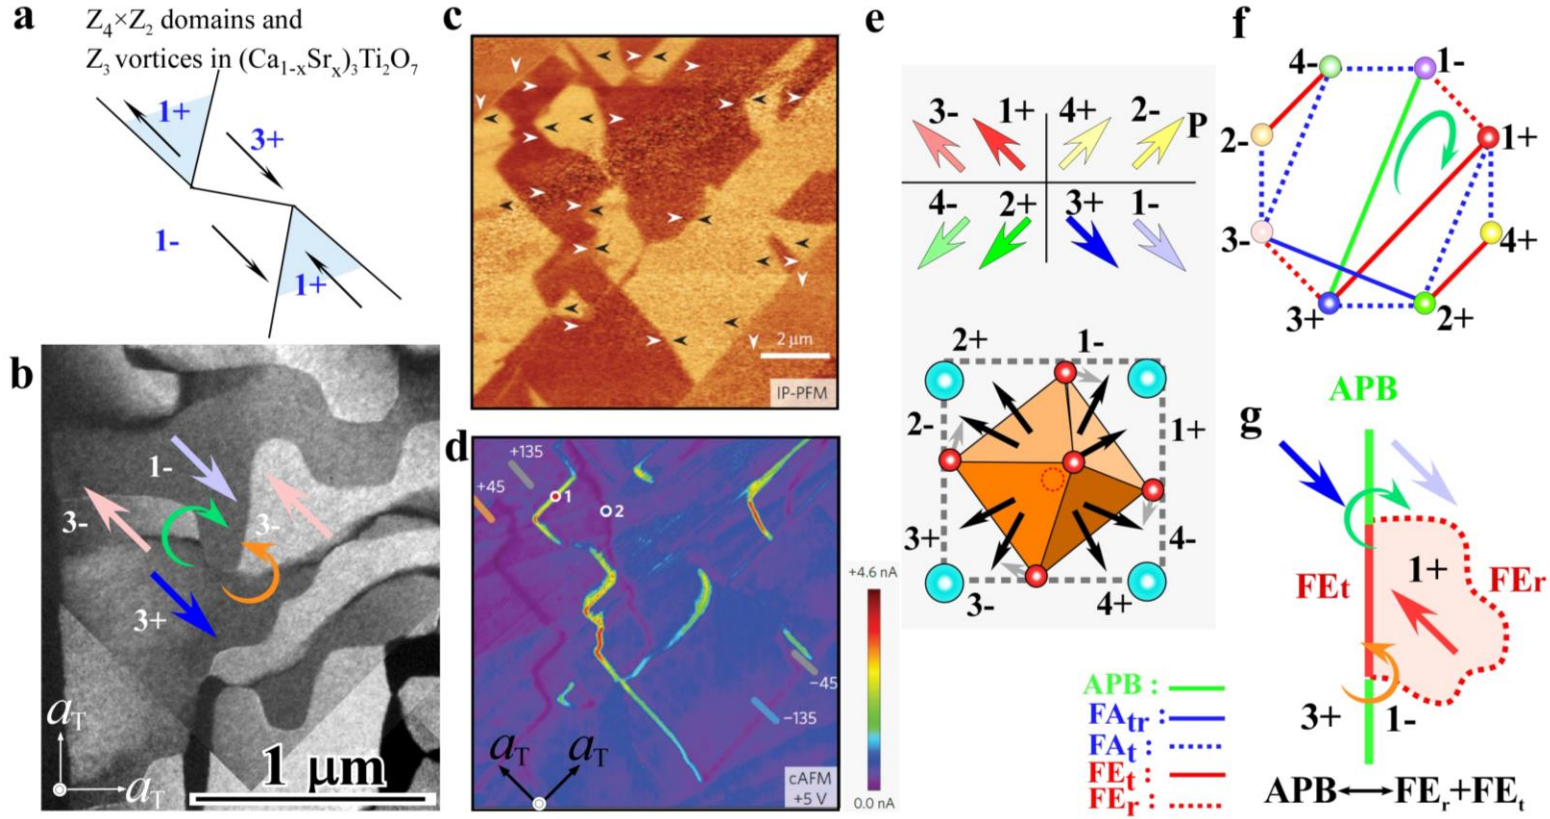 a
Z4×Z2 domains and
Z3 vortices in (Ca1-xSrx)3Ti2O7
1+
3+
1-
1+
b
1-
3-
3-
3+
aT
aT
1 μm
c
2 μm
IP-PFM
d
+135
+45
1
2
-45
-135
aT
aT
cAFM
+5 V
+4.6 nA
0.0 nA
e
3-
1+
4+
2-
P
4-
2+
3+
1-
2+
1-
2-
1+
3+
4-
3-
4+
APB :
FAtr :
FAt :
FEt :
FEr :
f
4-
1-
2-
1+
3-
4+
3+
2+
g
APB
1+
FEt
FEr
3+
1-
APB↔FEr+FEt